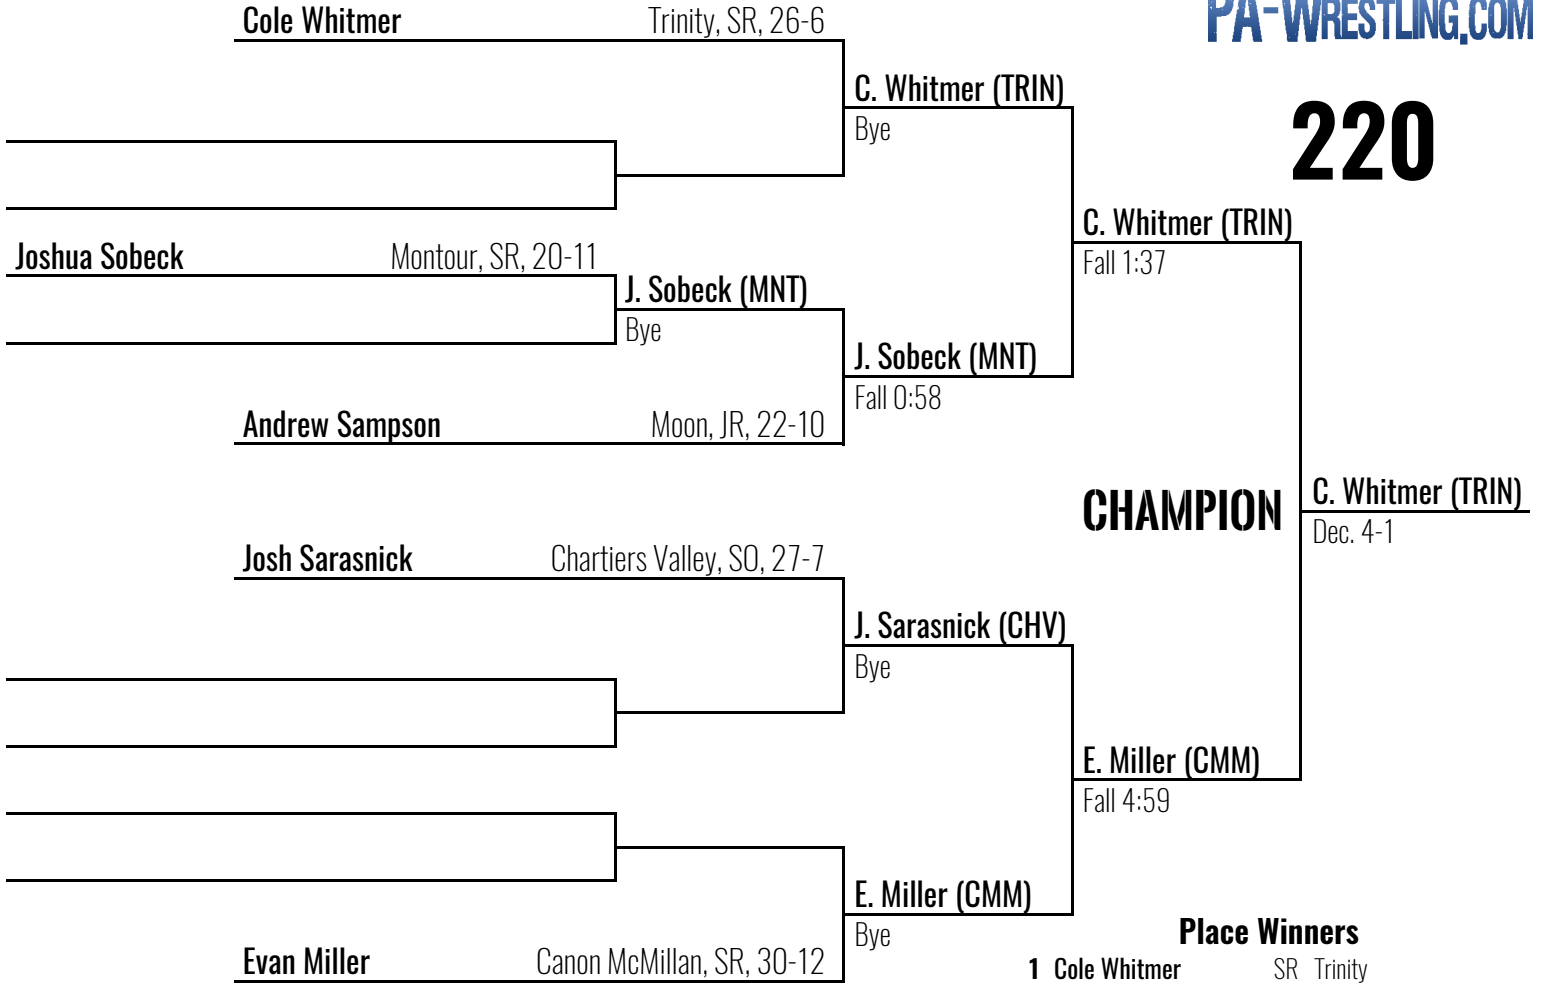 Cole Whitmer Trinity, SR, 26-6
PA-WRESTLING.COM
C. Whitmer (TRIN)
Bye
220
C. Whitmer (TRIN)
Fall 1:37
Joshua Sobeck Montour, SR, 20-11
J. Sobeck (MNT)
Bye
J. Sobeck (MNT)
Fall 0:58
Andrew Sampson Moon, JR, 22-10
CHAMPION
C. Whitmer (TRIN)
Dec. 4-1
Josh Sarasnick Chartiers Valley, SO, 27-7
J. Sarasnick (CHV)
Bye
E. Miller (CMM)
Fall 4:59
E. Miller (CMM)
Bye
Evan Miller Canon McMillan, SR, 30-12
Place Winners
1 Cole Whitmer SR Trinity